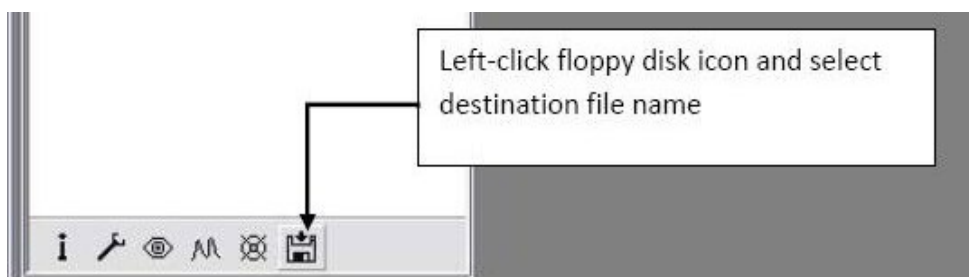 Left-click floppy disk icon and select
destination file name